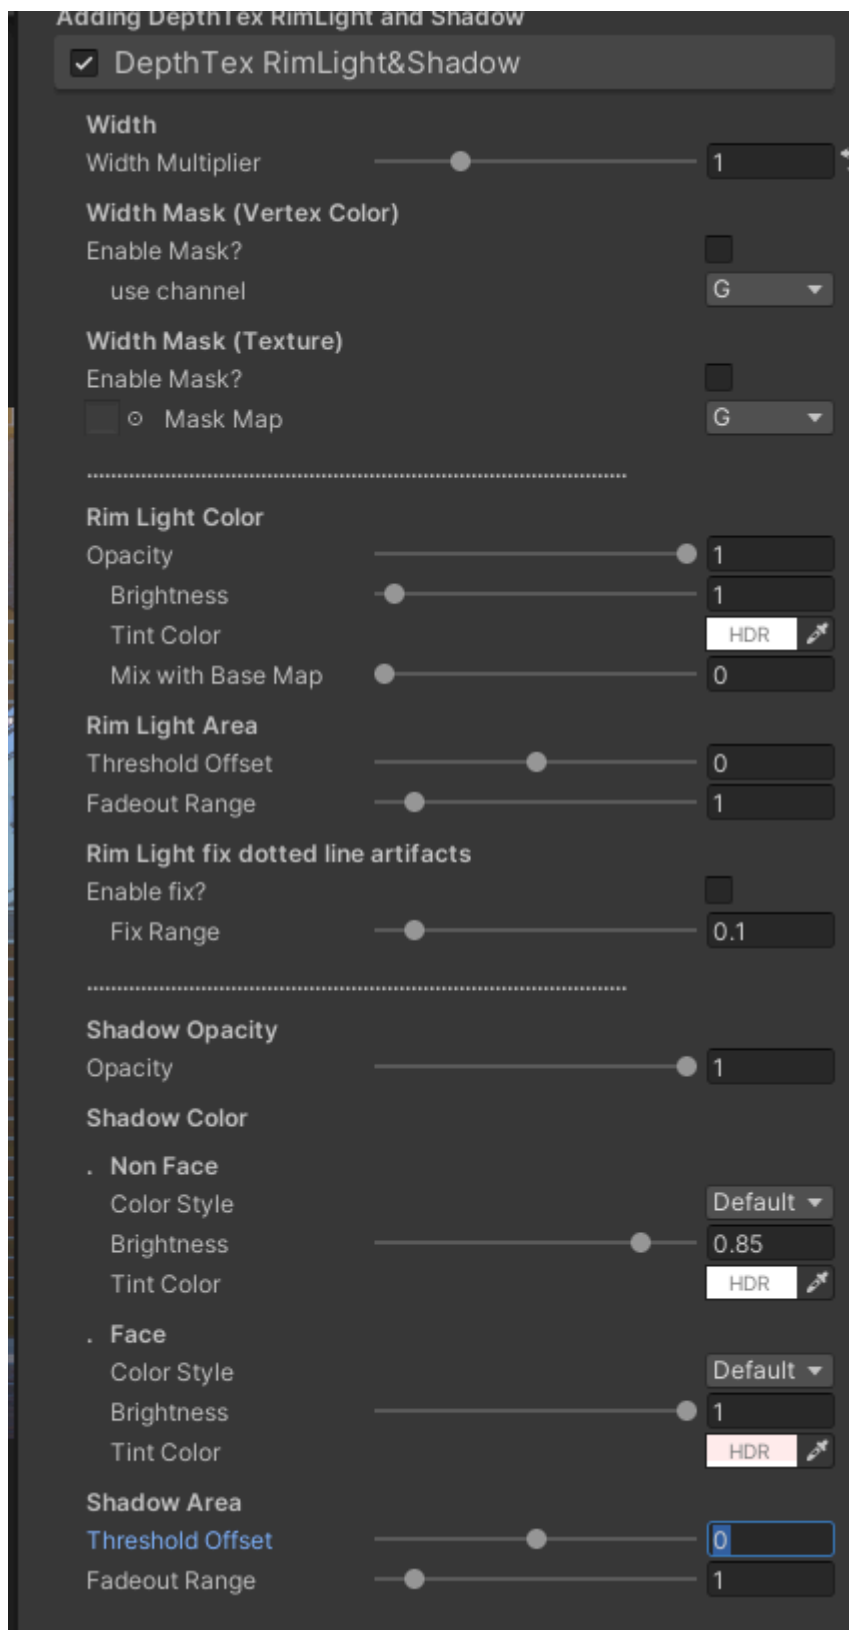 Adding DepthTex RimLight and Shadow
DepthTex RimLight&Shadow
Width
Width Multiplier 1
Width Mask (Vertex Color)
Enable Mask?
use channel G
Width Mask (Texture)
Enable Mask?
Mask Map G
Rim Light Color
Opacity 1
Brightness 1
Tint Color HDR
Mix with Base Map 0
Rim Light Area
Threshold Offset 0
Fadeout Range 1
Rim Light fix dotted line artifacts
Enable fix?
Fix Range 0.1
Shadow Opacity
Opacity 1
Shadow Color
. Non Face
Color Style Default
Brightness 0.85
Tint Color HDR
. Face
Color Style Default
Brightness 1
Tint Color HDR
Shadow Area
Threshold Offset 0
Fadeout Range 1